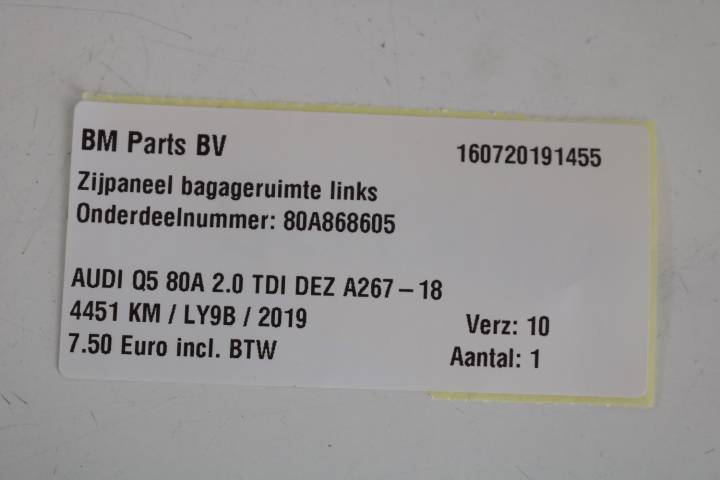 BM Parts BV 160720191455
Zijpaneel bagageruimte links
Onderdeelnummer: 80A868605
AUDI Q5 80A 2.0 TDI DEZ A267-18
4451 KM / LY9B / 2019 Verz: 10
7.50 Euro incl. BTW Aantal: 1